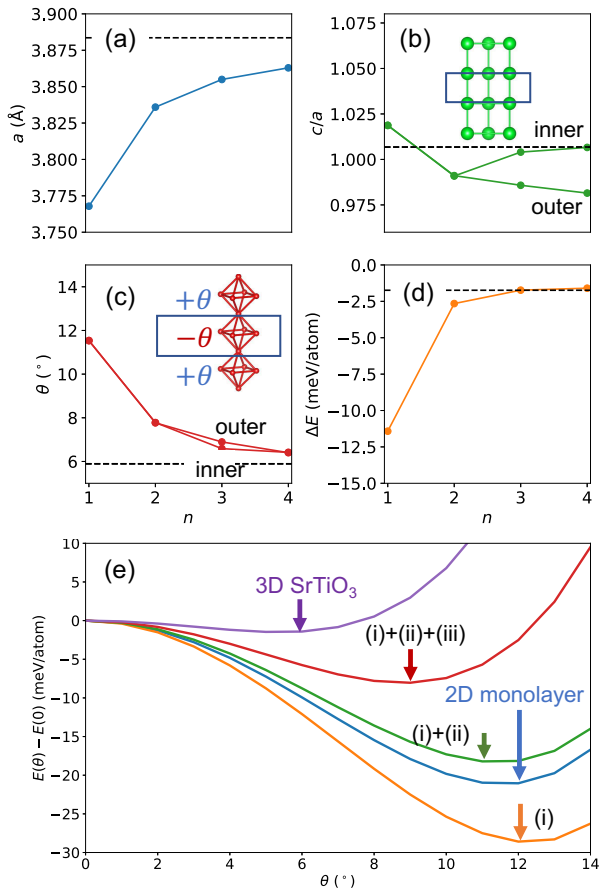 (a)
a (Å)
3.900
3.875
3.850
3.825
3.800
3.775
3.750
(b)
c/a
1.075
1.050
1.025
1.000
0.975
inner
outer
(c)
θ (°)
14
12
10
8
6
+θ
−θ
+θ
outer
inner
1 2 3 4
n
(d)
ΔE (meV/atom)
0.0
−2.5
−5.0
−7.5
−10.0
−12.5
−15.0
1 2 3 4
n
(e)
E(θ) − E(0) (meV/atom)
10
5
0
−5
−10
−15
−20
−25
−30
3D SrTiO₃
(i)+(ii)+(iii)
2D monolayer
(i)+(ii)
(i)
0 2 4 6 8 10 12 14
θ (°)